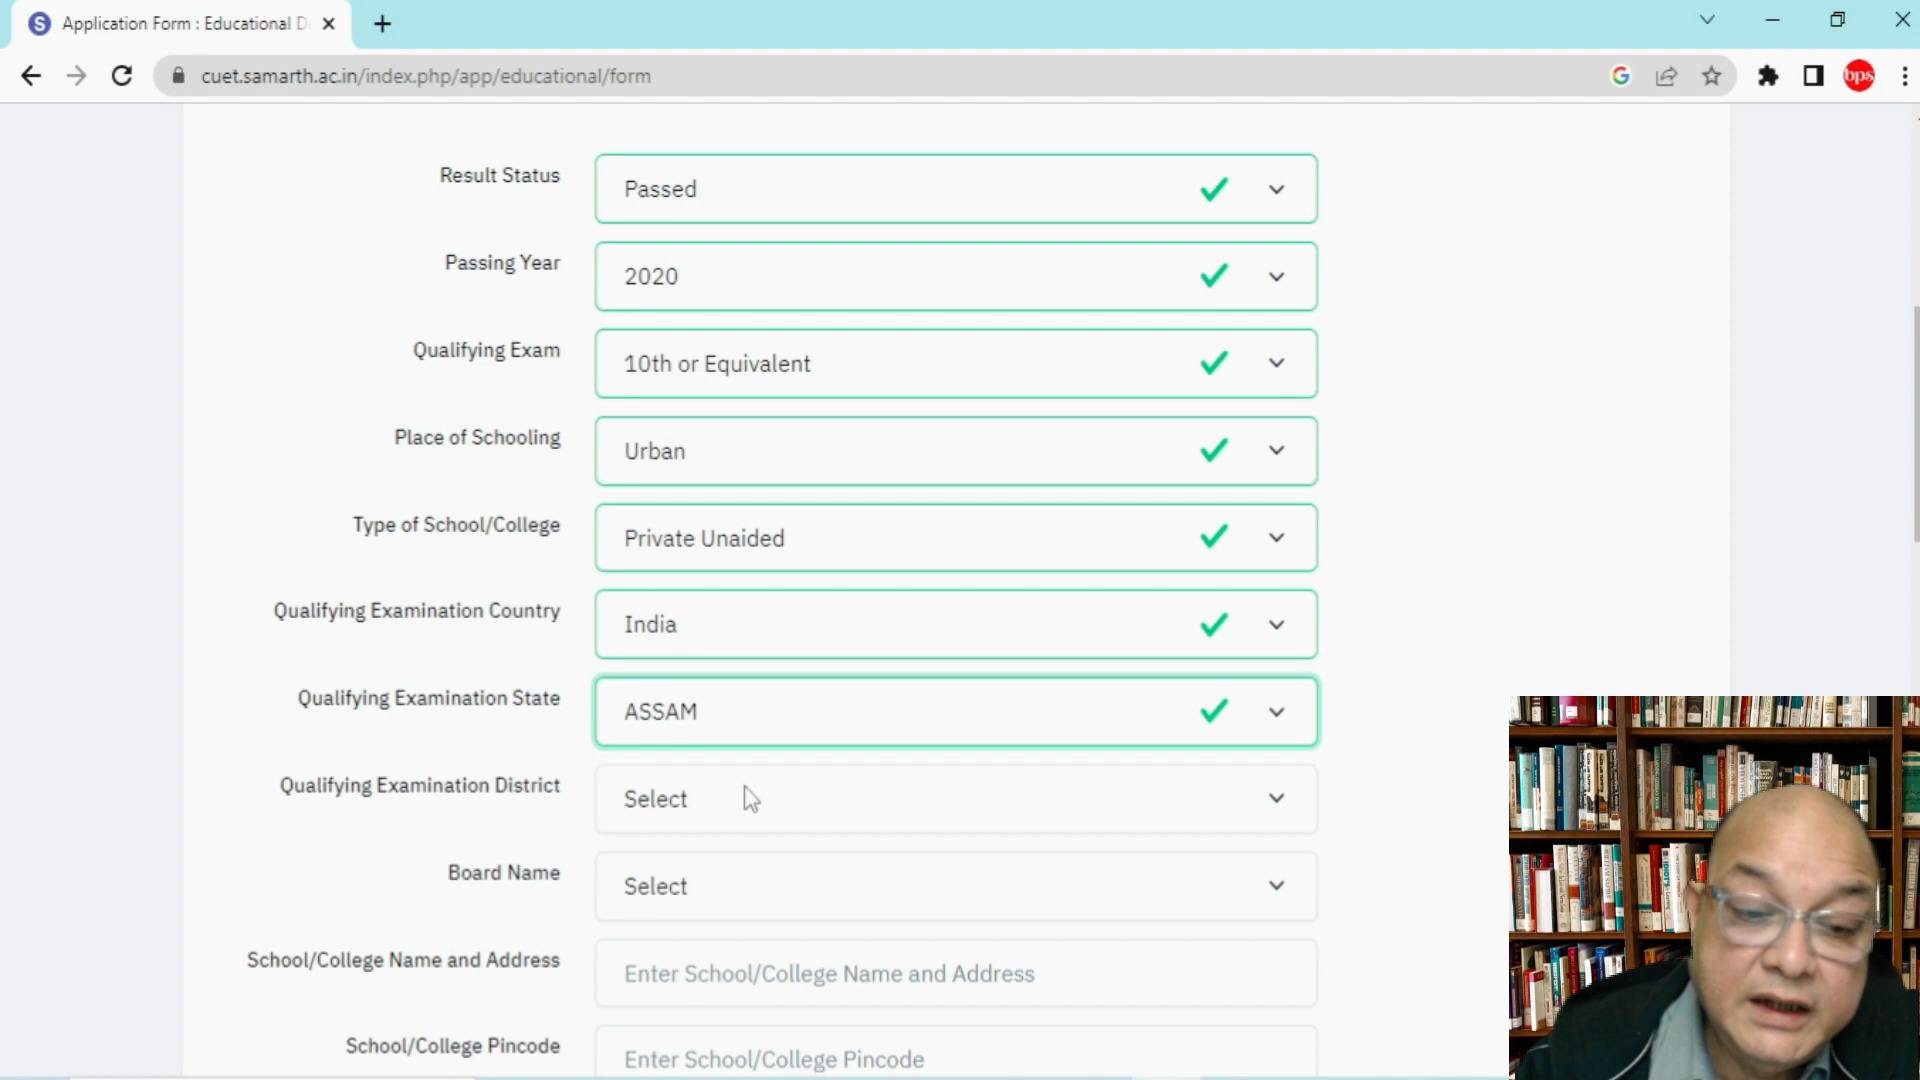 S Application Form : Educational D
cuet.samarth.ac.in/index.php/app/educational/form
G
bps
Result Status
Passed
Passing Year
2020
Qualifying Exam
10th or Equivalent
Place of Schooling
Urban
Type of School/College
Private Unaided
Qualifying Examination Country
India
Qualifying Examination State
ASSAM
Qualifying Examination District
Select
Board Name
Select
School/College Name and Address
Enter School/College Name and Address
School/College Pincode
Enter School/College Pincode